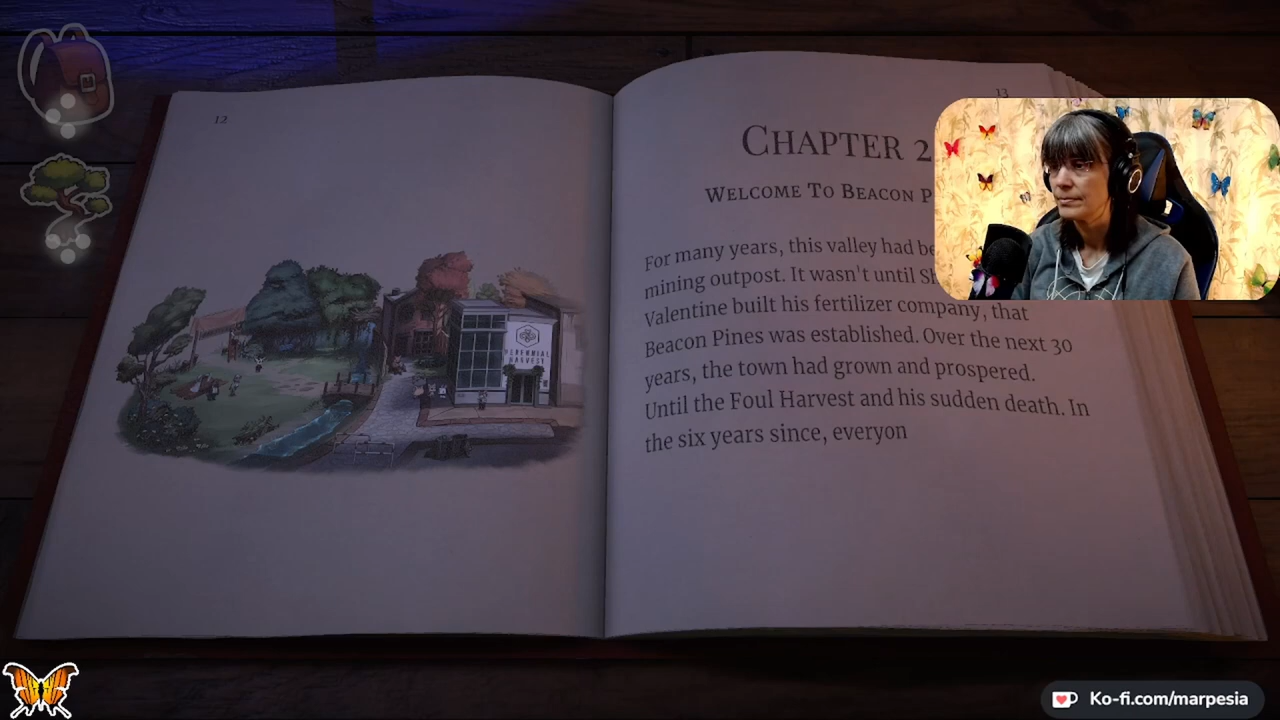 12
13
CHAPTER 2
WELCOME TO BEACON P
For many years, this valley had be
mining outpost. It wasn't until S
Valentine built his fertilizer company, that
Beacon Pines was established. Over the next 30
years, the town had grown and prospered.
Until the Foul Harvest and his sudden death. In
the six years since, everyon
PERENNIAL
HARVEST
Ko-fi.com/marpesia